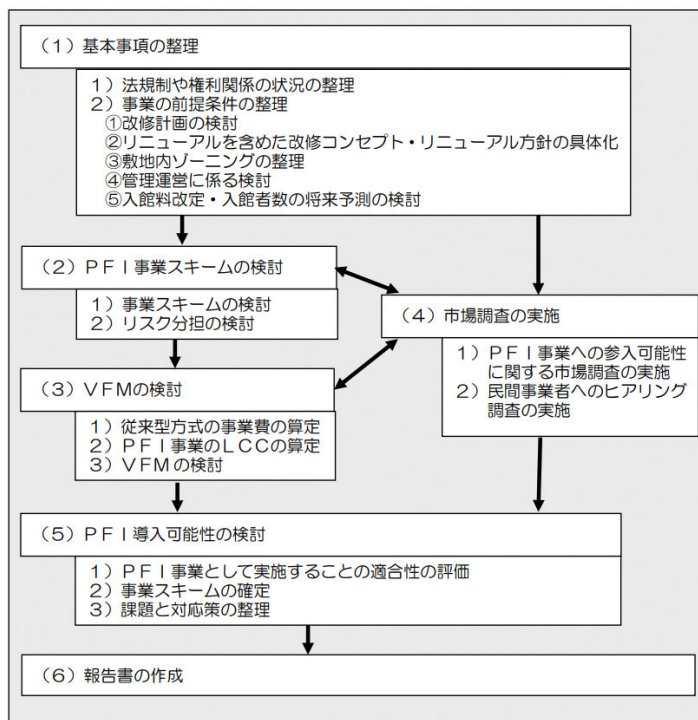 （１）基本事項の整理
１）法規制や権利関係の状況の整理
２）事業の前提条件の整理
①改修計画の検討
②リニューアルを含めた改修コンセプト・リニューアル方針の具体化
③敷地内ゾーニングの整理
④管理運営に係る検討
⑤入館料改定・入館者数の将来予測の検討
（２）ＰＦＩ事業スキームの検討
１）事業スキームの検討
２）リスク分担の検討
（３）ＶＦＭの検討
１）従来型方式の事業費の算定
２）ＰＦＩ事業のＬＣＣの算定
３）ＶＦＭの検討
（４）市場調査の実施
１）ＰＦＩ事業への参入可能性
に関する市場調査の実施
２）民間事業者へのヒアリング
調査の実施
（５）ＰＦＩ導入可能性の検討
１）ＰＦＩ事業として実施することの適合性の評価
２）事業スキームの確定
３）課題と対応策の整理
（６）報告書の作成